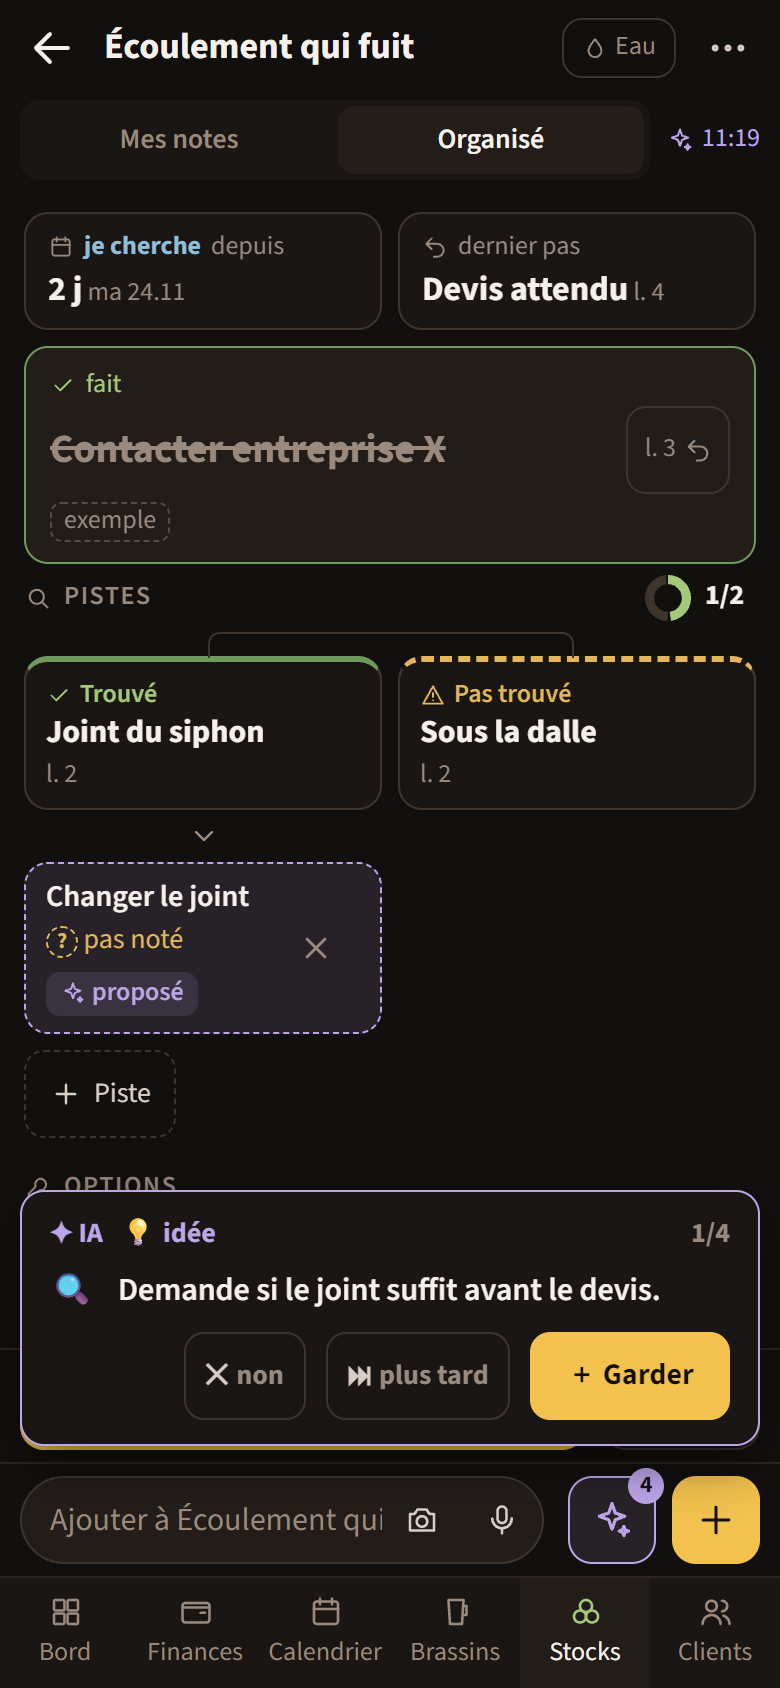 Écoulement qui fuit
Eau
Mes notes
Organisé
11:19
je cherche depuis
2 j ma 24.11
dernier pas
Devis attendu l. 4
fait
Contacter entreprise X
l. 3
exemple
PISTES
1/2
Trouvé
Joint du siphon
l. 2
Pas trouvé
Sous la dalle
l. 2
Changer le joint
? pas noté
proposé
+ Piste
OPTIONS
IA 💡 idée
1/4
Demande si le joint suffit avant le devis.
non
plus tard
+ Garder
Ajouter à Écoulement qui
4
Bord
Finances
Calendrier
Brassins
Stocks
Clients